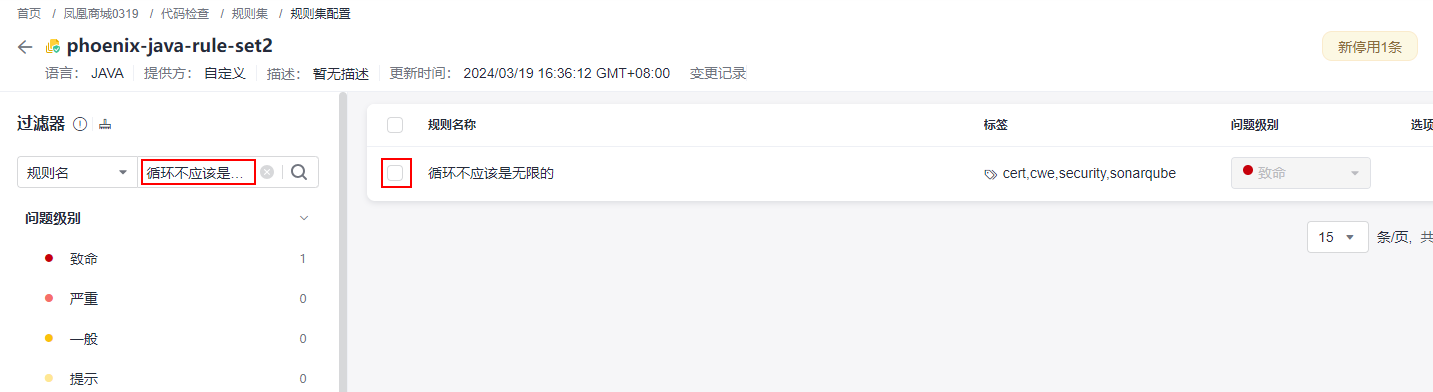 首页 / 凤凰商城0319 / 代码检查 / 规则集 / 规则集配置
phoenix-java-rule-set2
新停用1条
语言： JAVA 提供方： 自定义 描述： 暂无描述 更新时间： 2024/03/19 16:36:12 GMT+08:00 变更记录
过滤器
规则名 循环不应该是...
问题级别
致命 1
严重 0
一般 0
提示 0
规则名称 标签 问题级别 选项
循环不应该是无限的 cert,cwe,security,sonarqube 致命
15 条/页, 共